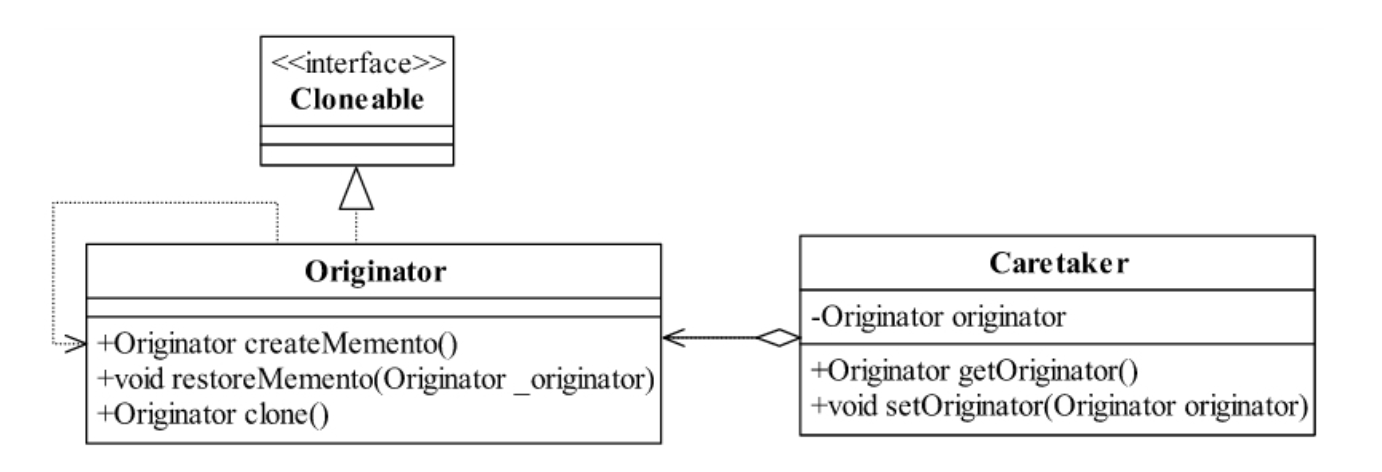 <<interface>>
Cloneable
Originator
+Originator createMemento()
+void restoreMemento(Originator _originator)
+Originator clone()
Caretaker
-Originator originator
+Originator getOriginator()
+void setOriginator(Originator originator)